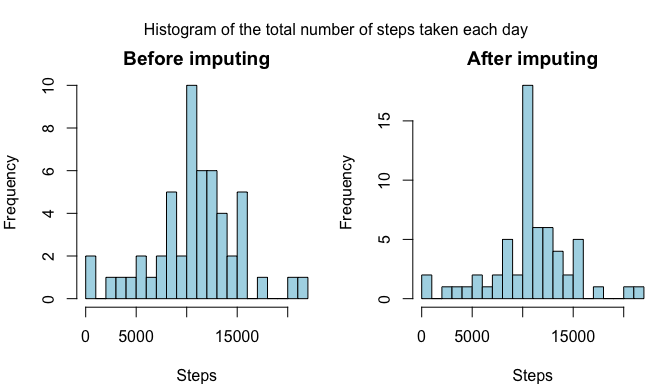 Histogram of the total number of steps taken each day
Before imputing
Frequency
0
2
4
6
8
10
0
5000
15000
Steps
After imputing
Frequency
0
5
10
15
0
5000
15000
Steps